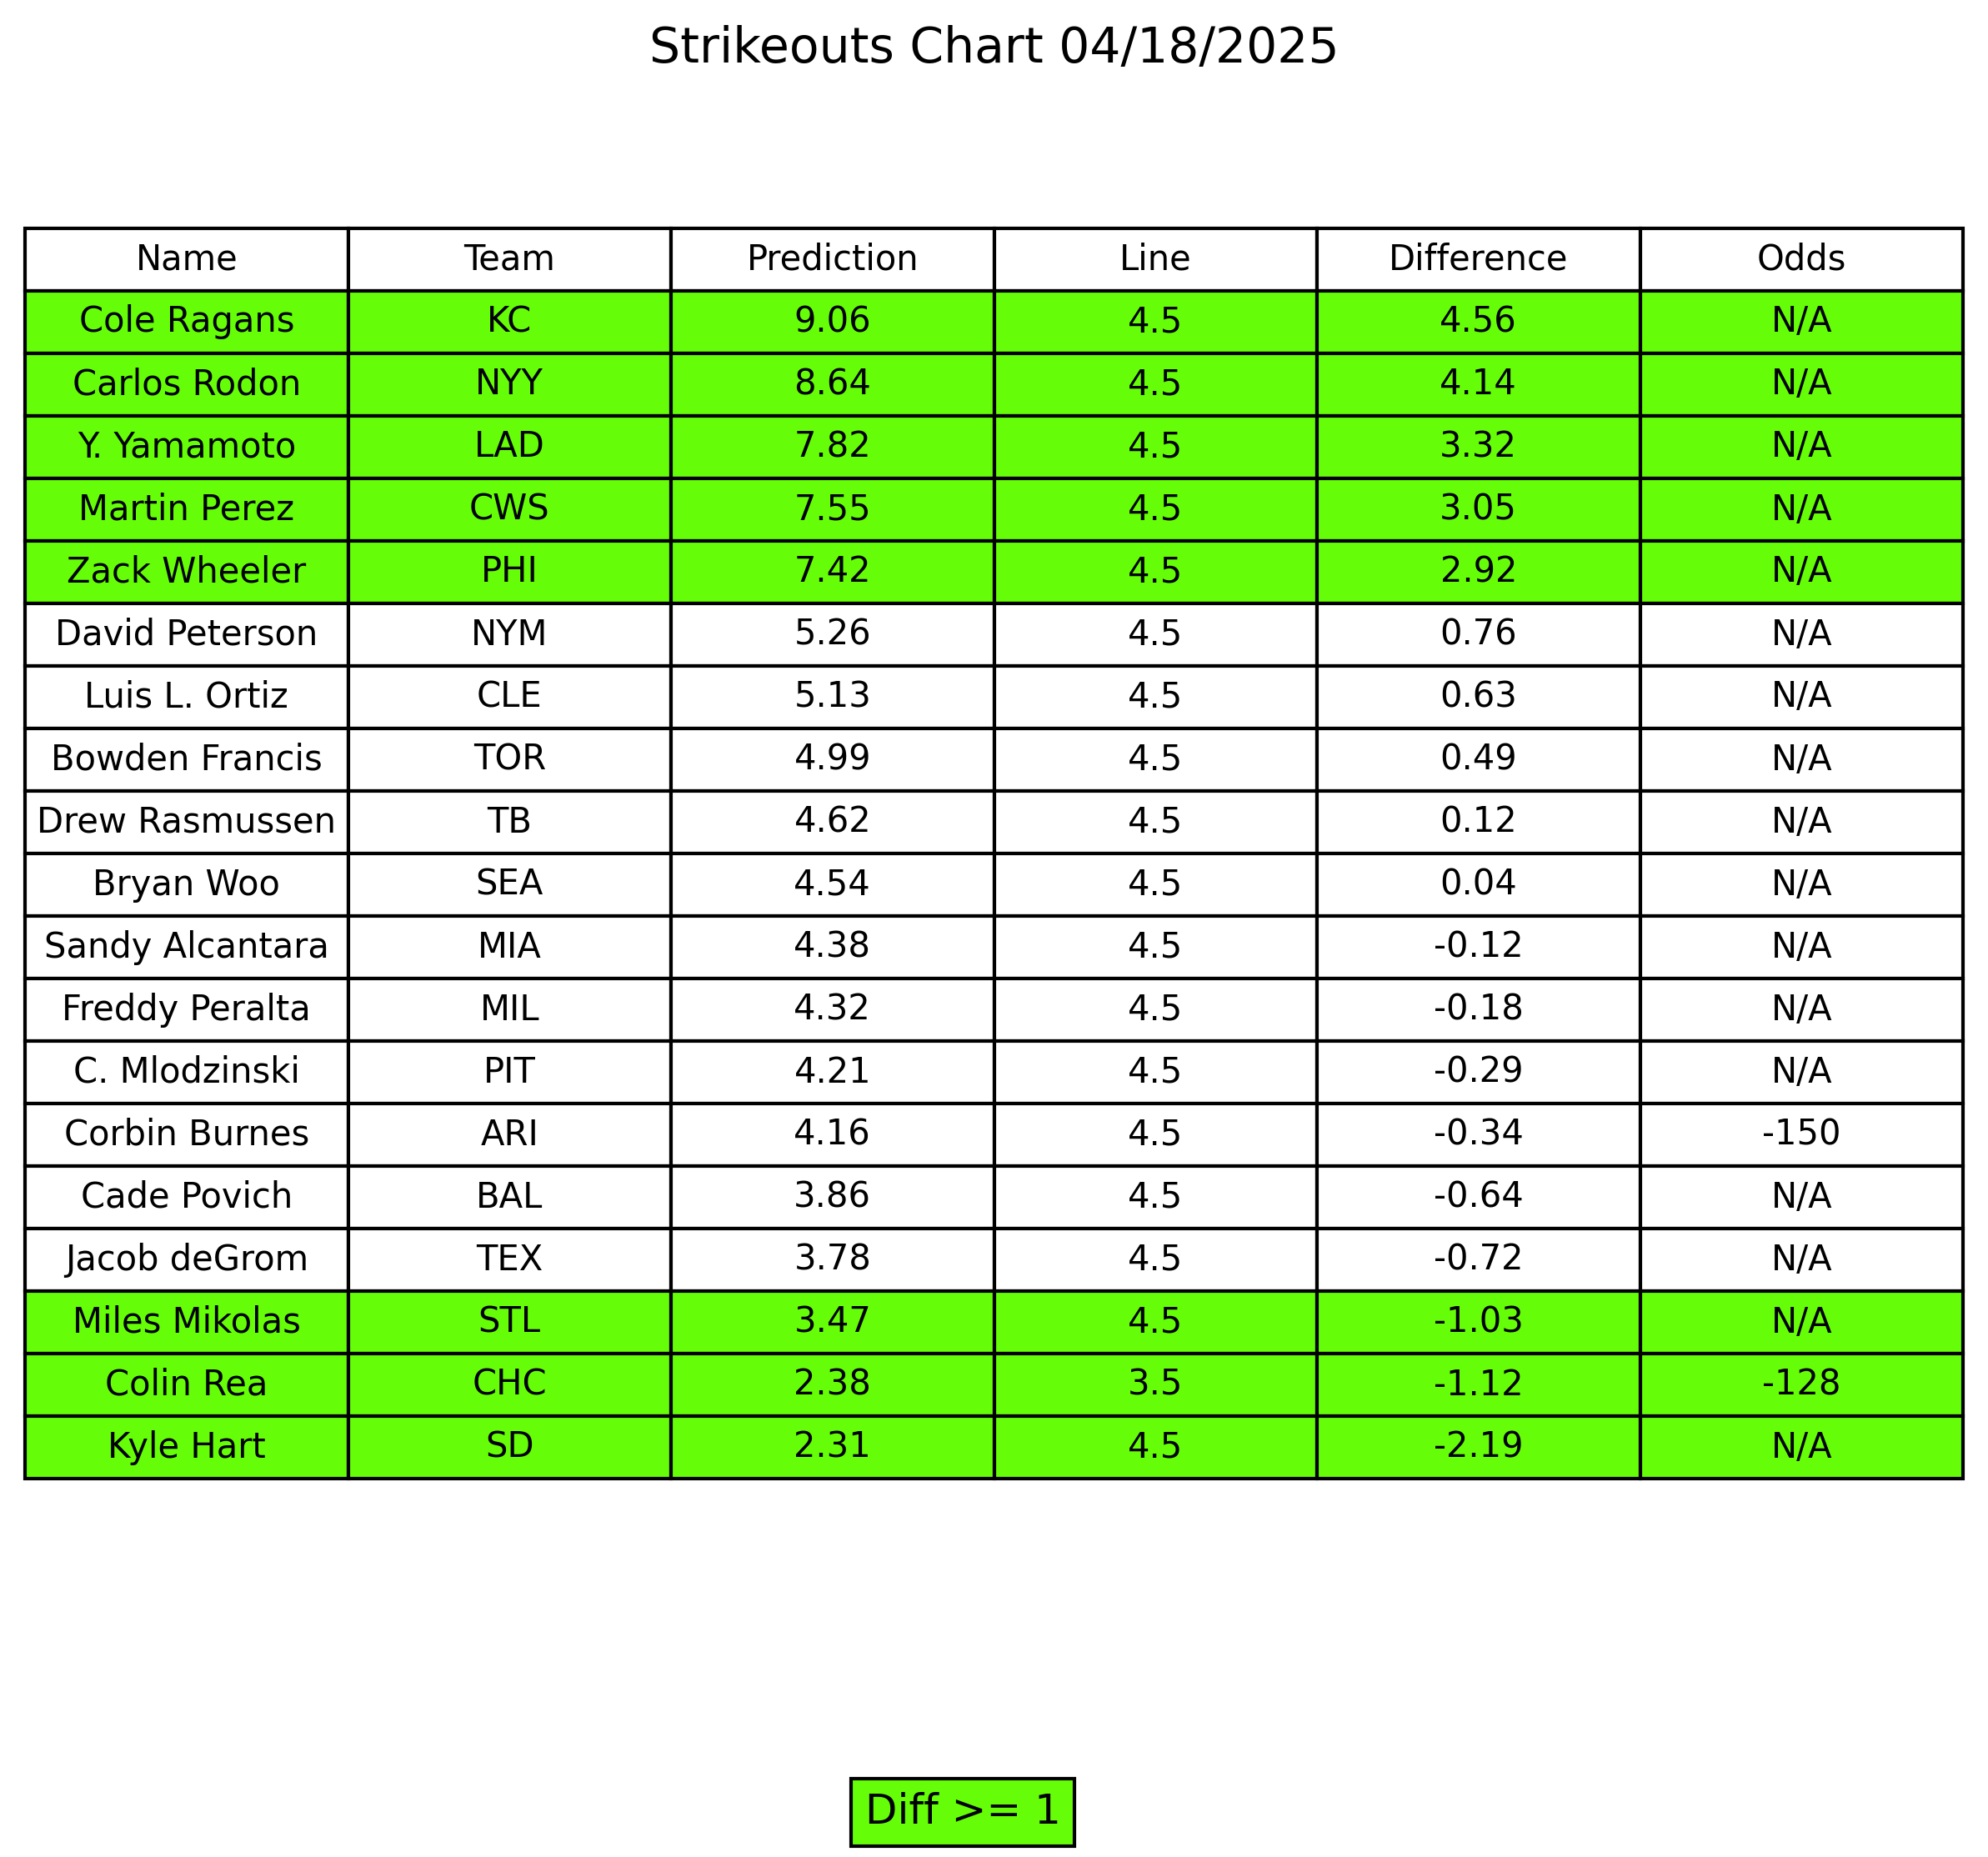 Strikeouts Chart 04/18/2025
Name Team Prediction Line Difference Odds
Cole Ragans KC 9.06 4.5 4.56 N/A
Carlos Rodon NYY 8.64 4.5 4.14 N/A
Y. Yamamoto LAD 7.82 4.5 3.32 N/A
Martin Perez CWS 7.55 4.5 3.05 N/A
Zack Wheeler PHI 7.42 4.5 2.92 N/A
David Peterson NYM 5.26 4.5 0.76 N/A
Luis L. Ortiz CLE 5.13 4.5 0.63 N/A
Bowden Francis TOR 4.99 4.5 0.49 N/A
Drew Rasmussen TB 4.62 4.5 0.12 N/A
Bryan Woo SEA 4.54 4.5 0.04 N/A
Sandy Alcantara MIA 4.38 4.5 -0.12 N/A
Freddy Peralta MIL 4.32 4.5 -0.18 N/A
C. Mlodzinski PIT 4.21 4.5 -0.29 N/A
Corbin Burnes ARI 4.16 4.5 -0.34 -150
Cade Povich BAL 3.86 4.5 -0.64 N/A
Jacob deGrom TEX 3.78 4.5 -0.72 N/A
Miles Mikolas STL 3.47 4.5 -1.03 N/A
Colin Rea CHC 2.38 3.5 -1.12 -128
Kyle Hart SD 2.31 4.5 -2.19 N/A
Diff >= 1